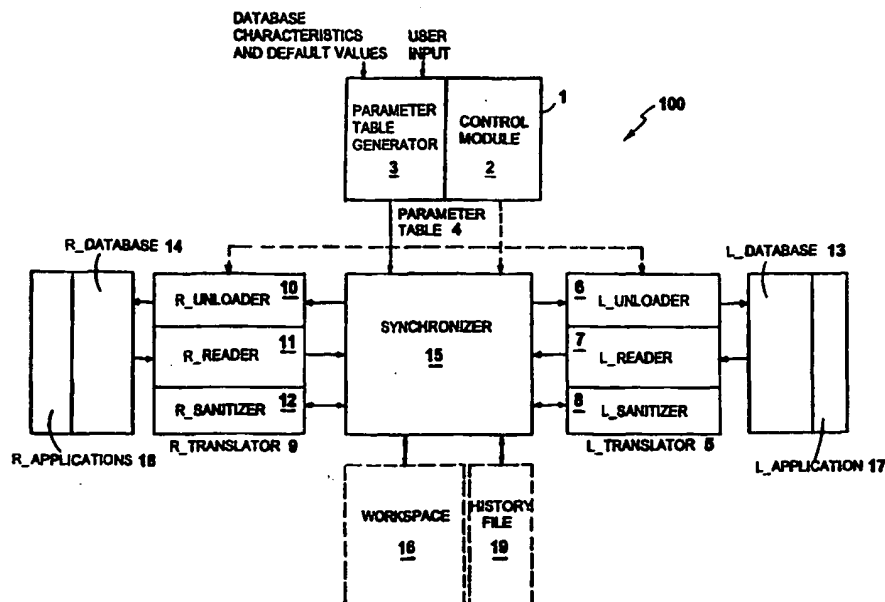 DATABASE
CHARACTERISTICS
AND DEFAULT VALUES
USER
INPUT
1
100
PARAMETER
TABLE
GENERATOR
3
CONTROL
MODULE
2
PARAMETER
TABLE 4
R_DATABASE 14
L_DATABASE 13
10
R_UNLOADER
11
R_READER
12
R_SANITIZER
R_TRANSLATOR 9
SYNCHRONIZER
15
6
L_UNLOADER
7
L_READER
8
L_SANITIZER
L_TRANSLATOR 5
R_APPLICATIONS 18
L_APPLICATION 17
WORKSPACE
16
HISTORY
FILE
19